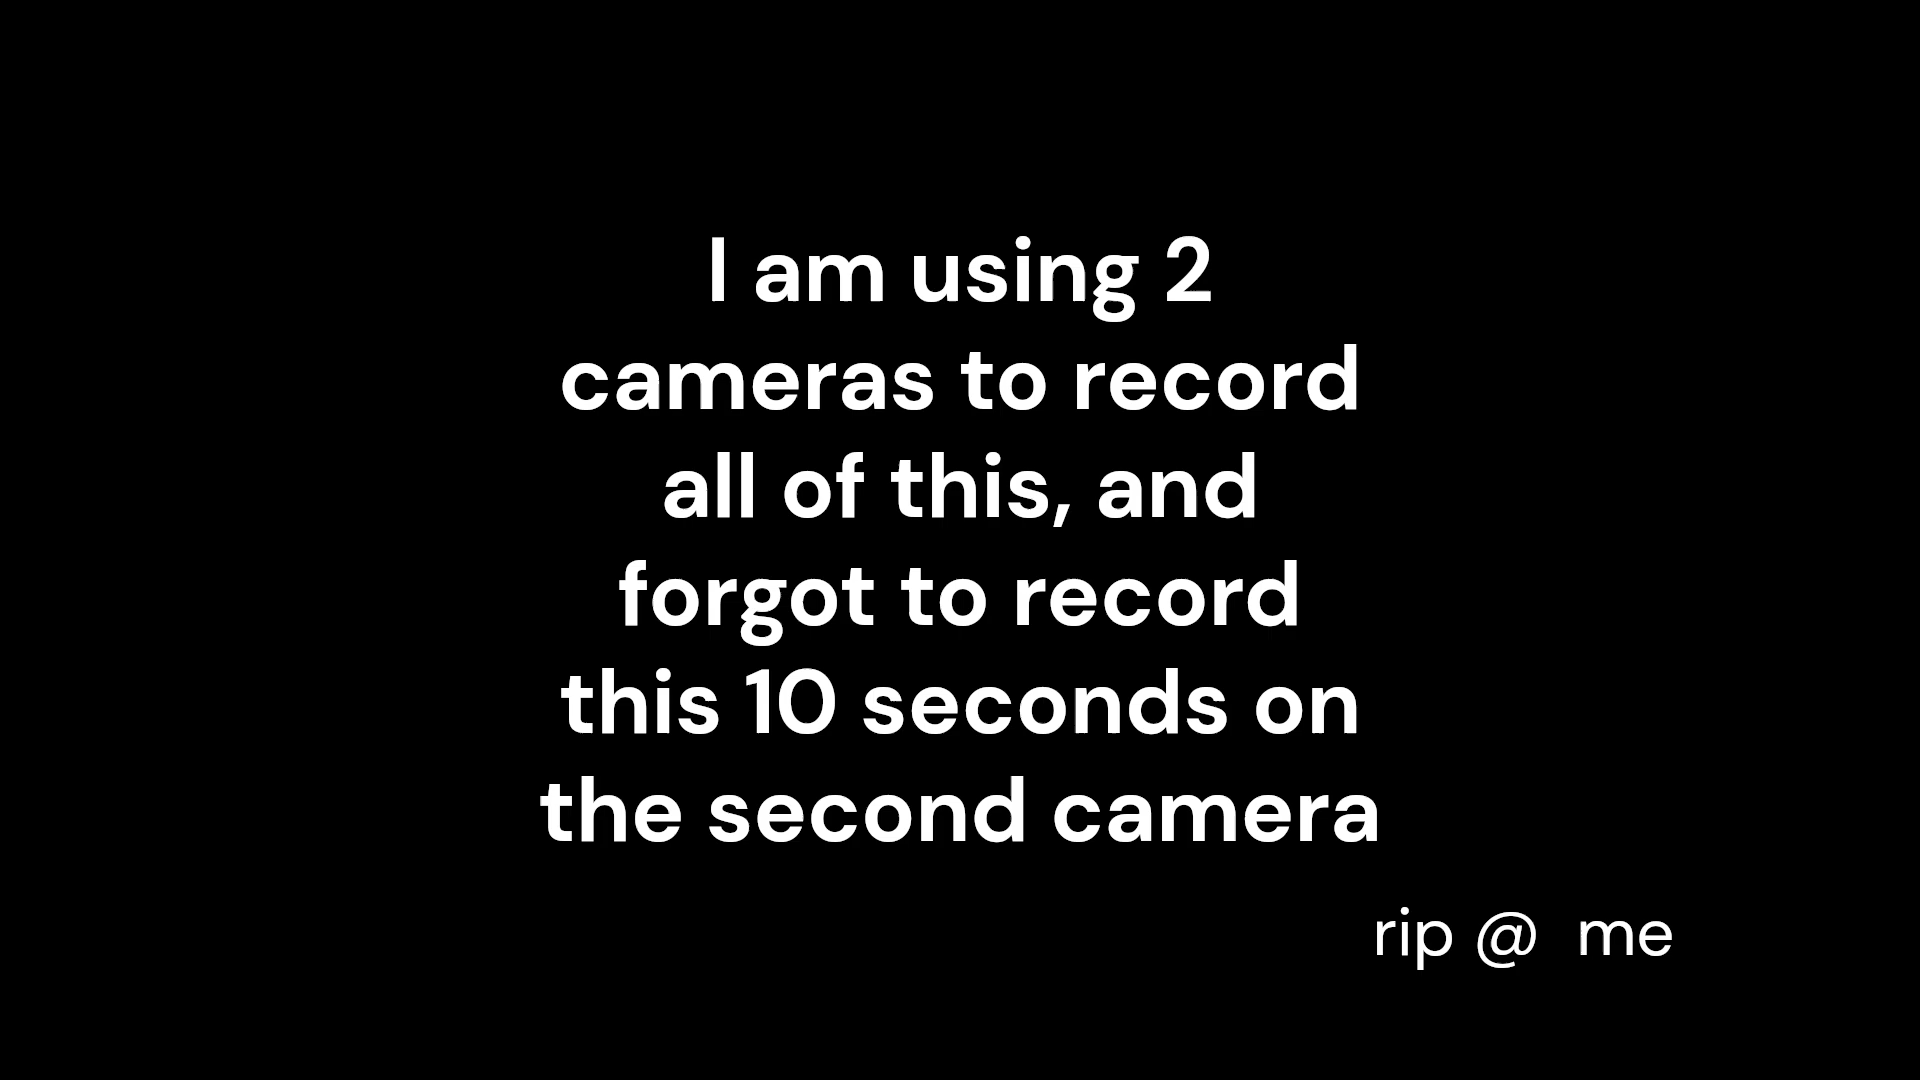 I am using 2
cameras to record
all of this, and
forgot to record
this 10 seconds on
the second camera
rip @  me